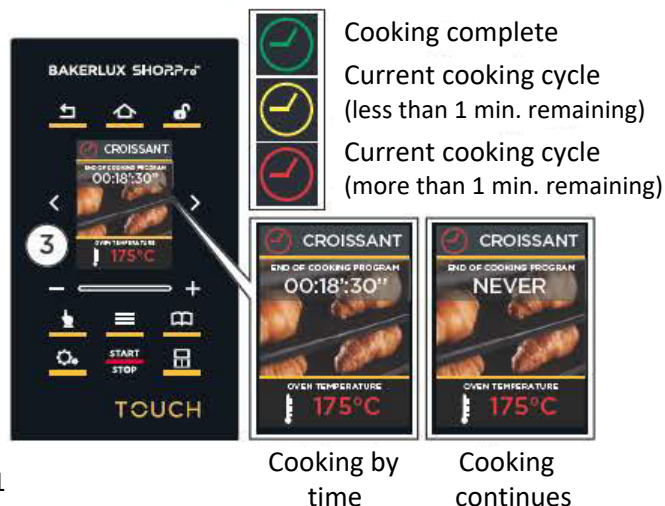 Cooking complete
Current cooking cycle
(less than 1 min. remaining)
Current cooking cycle
(more than 1 min. remaining)
BAKERLUX SHOP.Pro™
CROISSANT
END OF COOKING PROGRAM
00:18':30"
3
OVEN TEMPERATURE
175°C
START
STOP
TOUCH
CROISSANT
END OF COOKING PROGRAM
00:18':30"
OVEN TEMPERATURE
175°C
CROISSANT
END OF COOKING PROGRAM
NEVER
OVEN TEMPERATURE
175°C
Cooking by
time
Cooking
continues